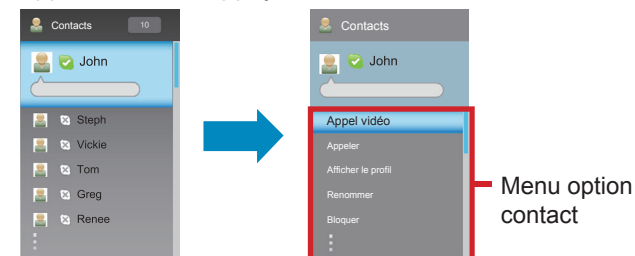 Contacts 10
John
Steph
Vickie
Tom
Greg
Renee
Contacts
John
Appel vidéo
Appeler
Afficher le profil
Renommer
Bloquer
Menu option
contact